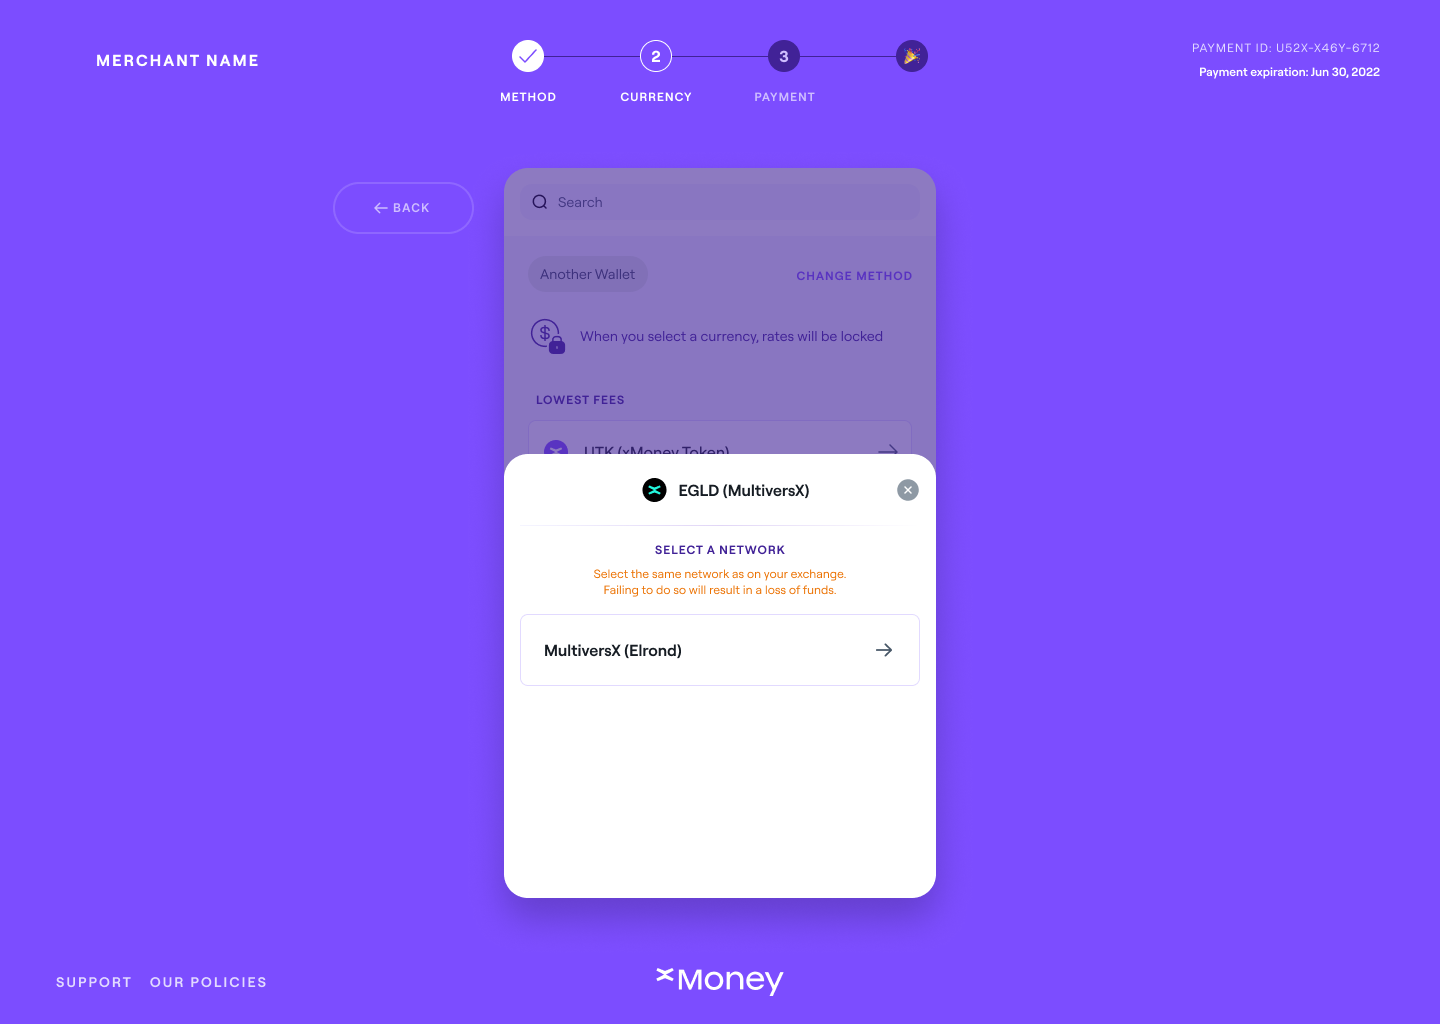 MERCHANT NAME
2
3
METHOD
CURRENCY
PAYMENT
PAYMENT ID: U52X-X46Y-6712
Payment expiration: Jun 30, 2022
BACK
Search
Another Wallet
CHANGE METHOD
$
When you select a currency, rates will be locked
LOWEST FEES
UTK (xMoney Token)
EGLD (MultiversX)
SELECT A NETWORK
Select the same network as on your exchange.
Failing to do so will result in a loss of funds.
MultiversX (Elrond)
SUPPORT
OUR POLICIES
xMoney